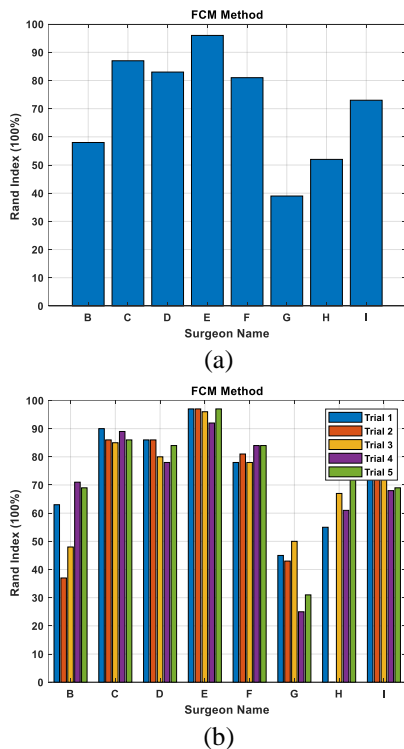 FCM Method
Rand Index (100%)
100
90
80
70
60
50
40
30
20
10
0
B C D E F G H I
Surgeon Name
(a)
FCM Method
Rand Index (100%)
100
90
80
70
60
50
40
30
20
10
0
Trial 1
Trial 2
Trial 3
Trial 4
Trial 5
B C D E F G H I
Surgeon Name
(b)